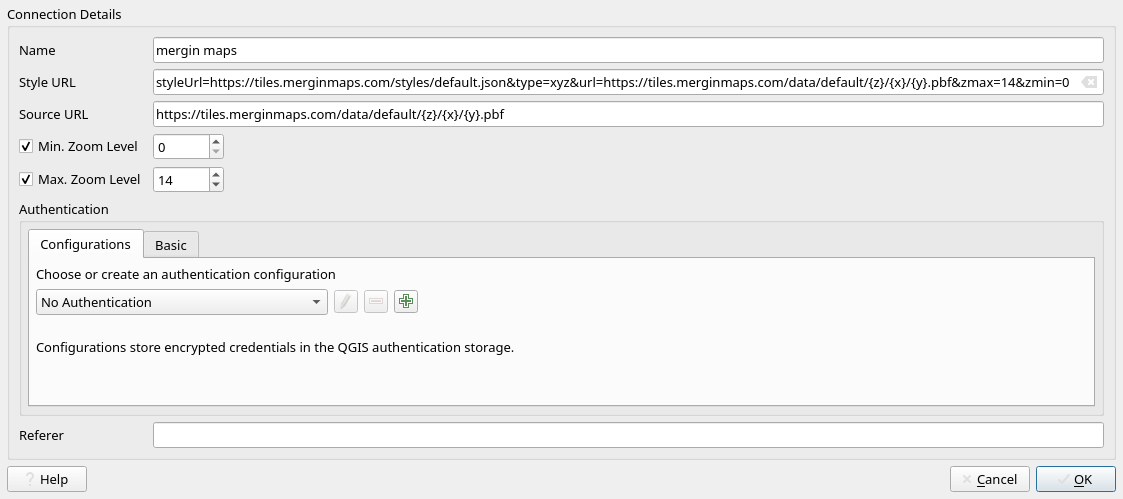 Connection Details
Name mergin maps
Style URL styleUrl=https://tiles.merginmaps.com/styles/default.json&type=xyz&url=https://tiles.merginmaps.com/data/default/{z}/{x}/{y}.pbf&zmax=14&zmin=0
Source URL https://tiles.merginmaps.com/data/default/{z}/{x}/{y}.pbf
Min. Zoom Level 0
Max. Zoom Level 14
Authentication
Configurations Basic
Choose or create an authentication configuration
No Authentication
Configurations store encrypted credentials in the QGIS authentication storage.
Referer
Help Cancel OK